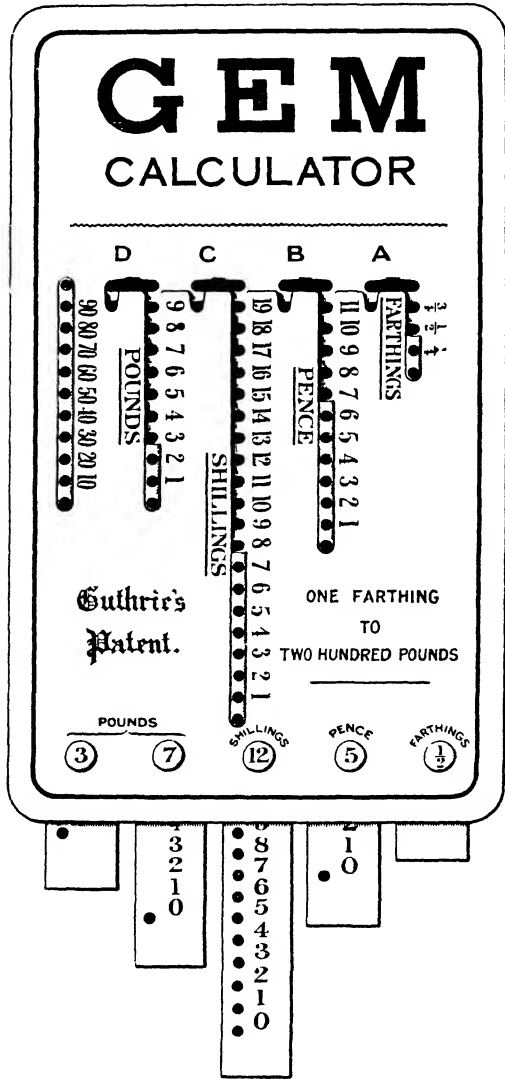 GEM
CALCULATOR
D C B A
90 80 70 60 50 40 30 20 10
POUNDS
9 8 7 6 5 4 3 2 1
SHILLINGS
19 18 17 16 15 14 13 12 11 10 9 8 7 6 5 4 3 2 1
PENCE
11 10 9 8 7 6 5 4 3 2 1
FARTHINGS
¾ ½ ¼
Guthrie's
Patent.
ONE FARTHING
TO
TWO HUNDRED POUNDS
POUNDS SHILLINGS PENCE FARTHINGS
3 7 12 5 ½
3
2
1
0
8
7
6
5
4
3
2
1
0
1
0